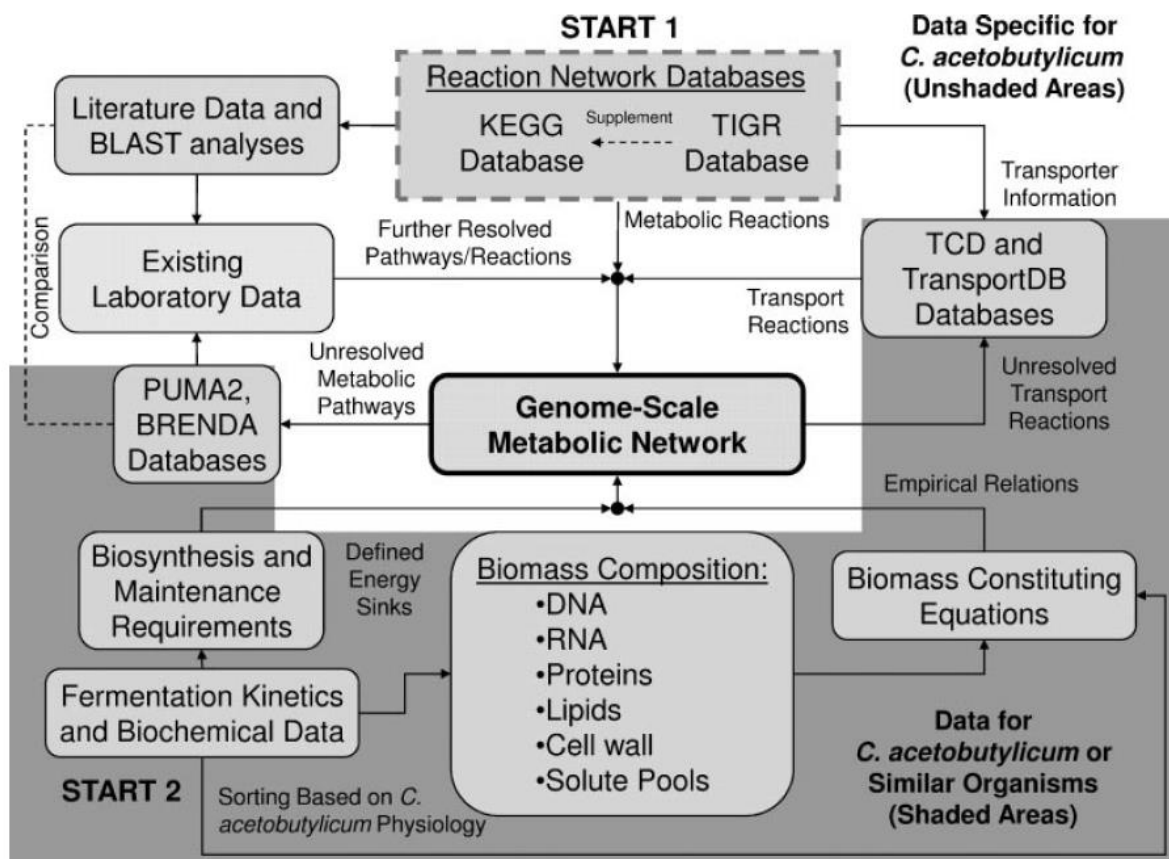 START 1
Data Specific for
C. acetobutylicum
(Unshaded Areas)
Reaction Network Databases
KEGG
Database
Supplement
TIGR
Database
Literature Data and
BLAST analyses
Transporter
Information
Comparison
Existing
Laboratory Data
Further Resolved
Pathways/Reactions
Metabolic Reactions
Transport
Reactions
TCD and
TransportDB
Databases
PUMA2,
BRENDA
Databases
Unresolved
Metabolic
Pathways
Genome-Scale
Metabolic Network
Unresolved
Transport
Reactions
Empirical Relations
Biosynthesis and
Maintenance
Requirements
Defined
Energy
Sinks
Biomass Composition:
•DNA
•RNA
•Proteins
•Lipids
•Cell wall
•Solute Pools
Biomass Constituting
Equations
Fermentation Kinetics
and Biochemical Data
START 2
Sorting Based on C.
acetobutylicum Physiology
Data for
C. acetobutylicum or
Similar Organisms
(Shaded Areas)